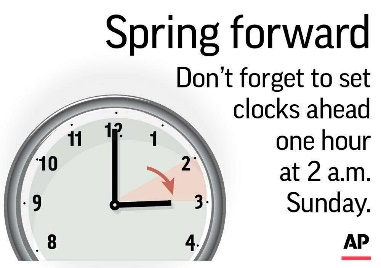 Spring forward
Don't forget to set
clocks ahead
one hour
at 2 a.m.
Sunday.
AP
12
11
1
10
2
9
3
8
4